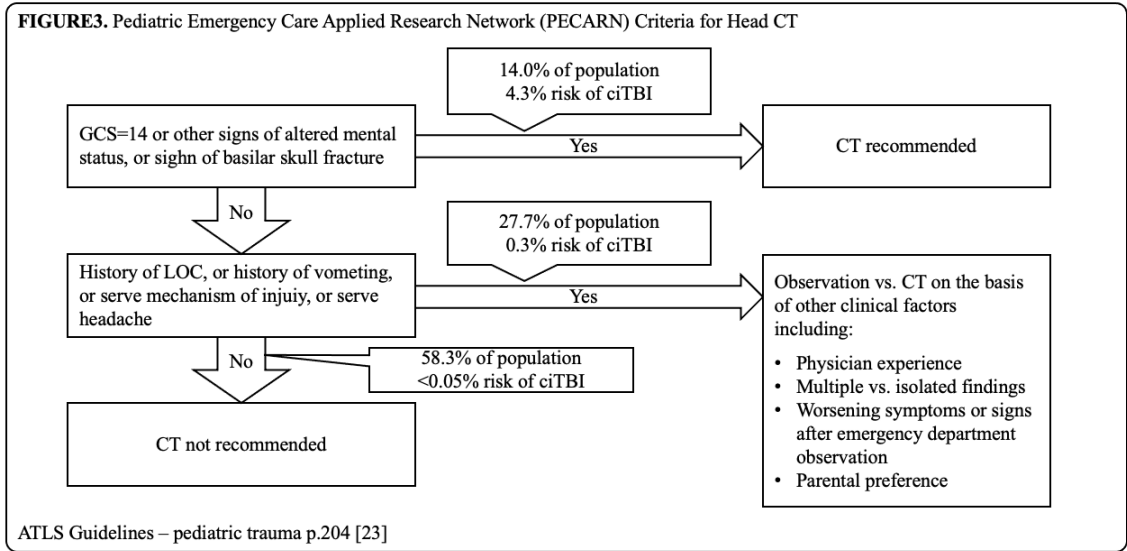 FIGURE3. Pediatric Emergency Care Applied Research Network (PECARN) Criteria for Head CT
14.0% of population
4.3% risk of ciTBI
GCS=14 or other signs of altered mental
status, or sighn of basilar skull fracture
Yes
CT recommended
No
27.7% of population
0.3% risk of ciTBI
History of LOC, or history of vometing,
or serve mechanism of injuiy, or serve
headache
Yes
Observation vs. CT on the basis
of other clinical factors
including:
• Physician experience
• Multiple vs. isolated findings
• Worsening symptoms or signs
after emergency department
observation
• Parental preference
No
58.3% of population
<0.05% risk of ciTBI
CT not recommended
ATLS Guidelines – pediatric trauma p.204 [23]